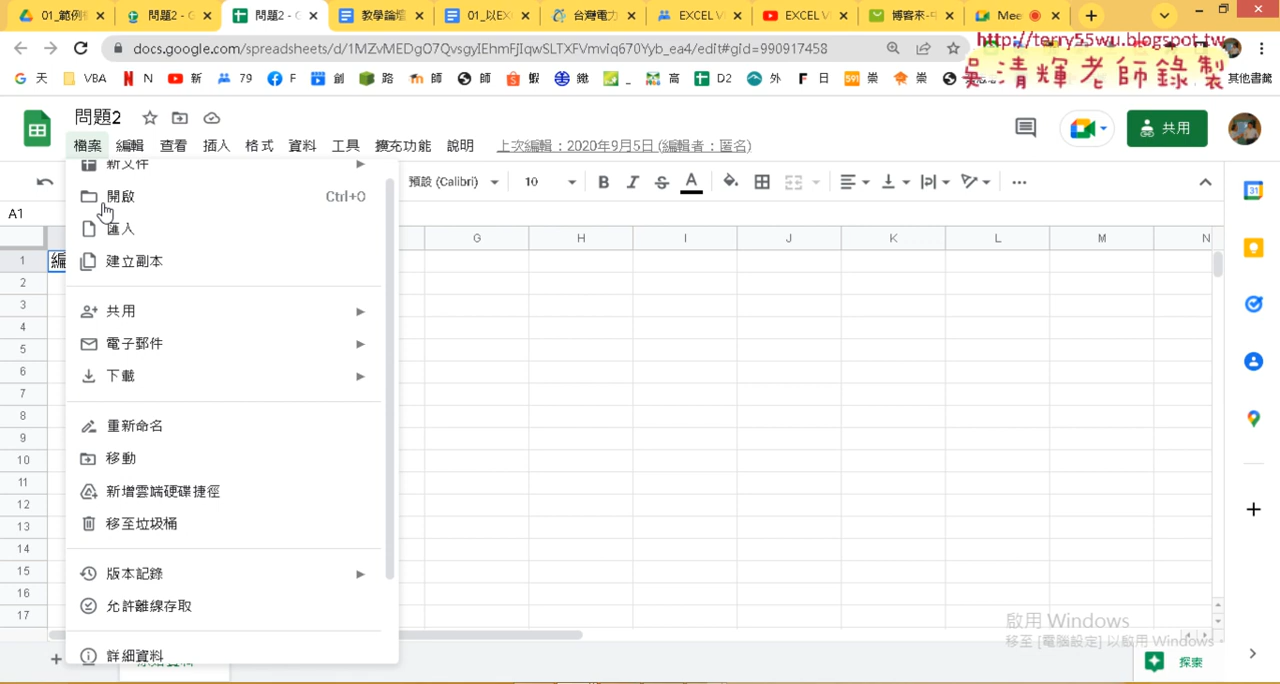 01_範例
問題2 - G
問題2 - G
教學論壇
01_以EX
台灣電力
EXCEL V
EXCEL V
博客來-
Mee
docs.google.com/spreadsheets/d/1MZvMEDgO7QvsgyIEhmFJIqwSLTXFVmviq670Yyb_ea4/edit#gid=990917458
http://terry55wu.blogspot.tw
吳清輝老師錄製
天 VBA N 新 79 F 創 路 師 師 蝦 緻 高 D2 外 日 崇 崇 其他書籤
問題2
檔案 編輯 查看 插入 格式 資料 工具 擴充功能 說明 上次編輯：2020年9月5日 (編輯者：匿名)
共用
預設 (Calibri) 10 B I S A
A1
G H I J K L M N
1 編
2
3
4
5
6
7
8
9
10
11
12
13
14
15
16
17
新文件
開啟 Ctrl+O
匯入
建立副本
共用
電子郵件
下載
重新命名
移動
新增雲端硬碟捷徑
移至垃圾桶
版本記錄
允許離線存取
詳細資料
啟用 Windows
移至 [電腦設定] 以啟用 Windows。
探索